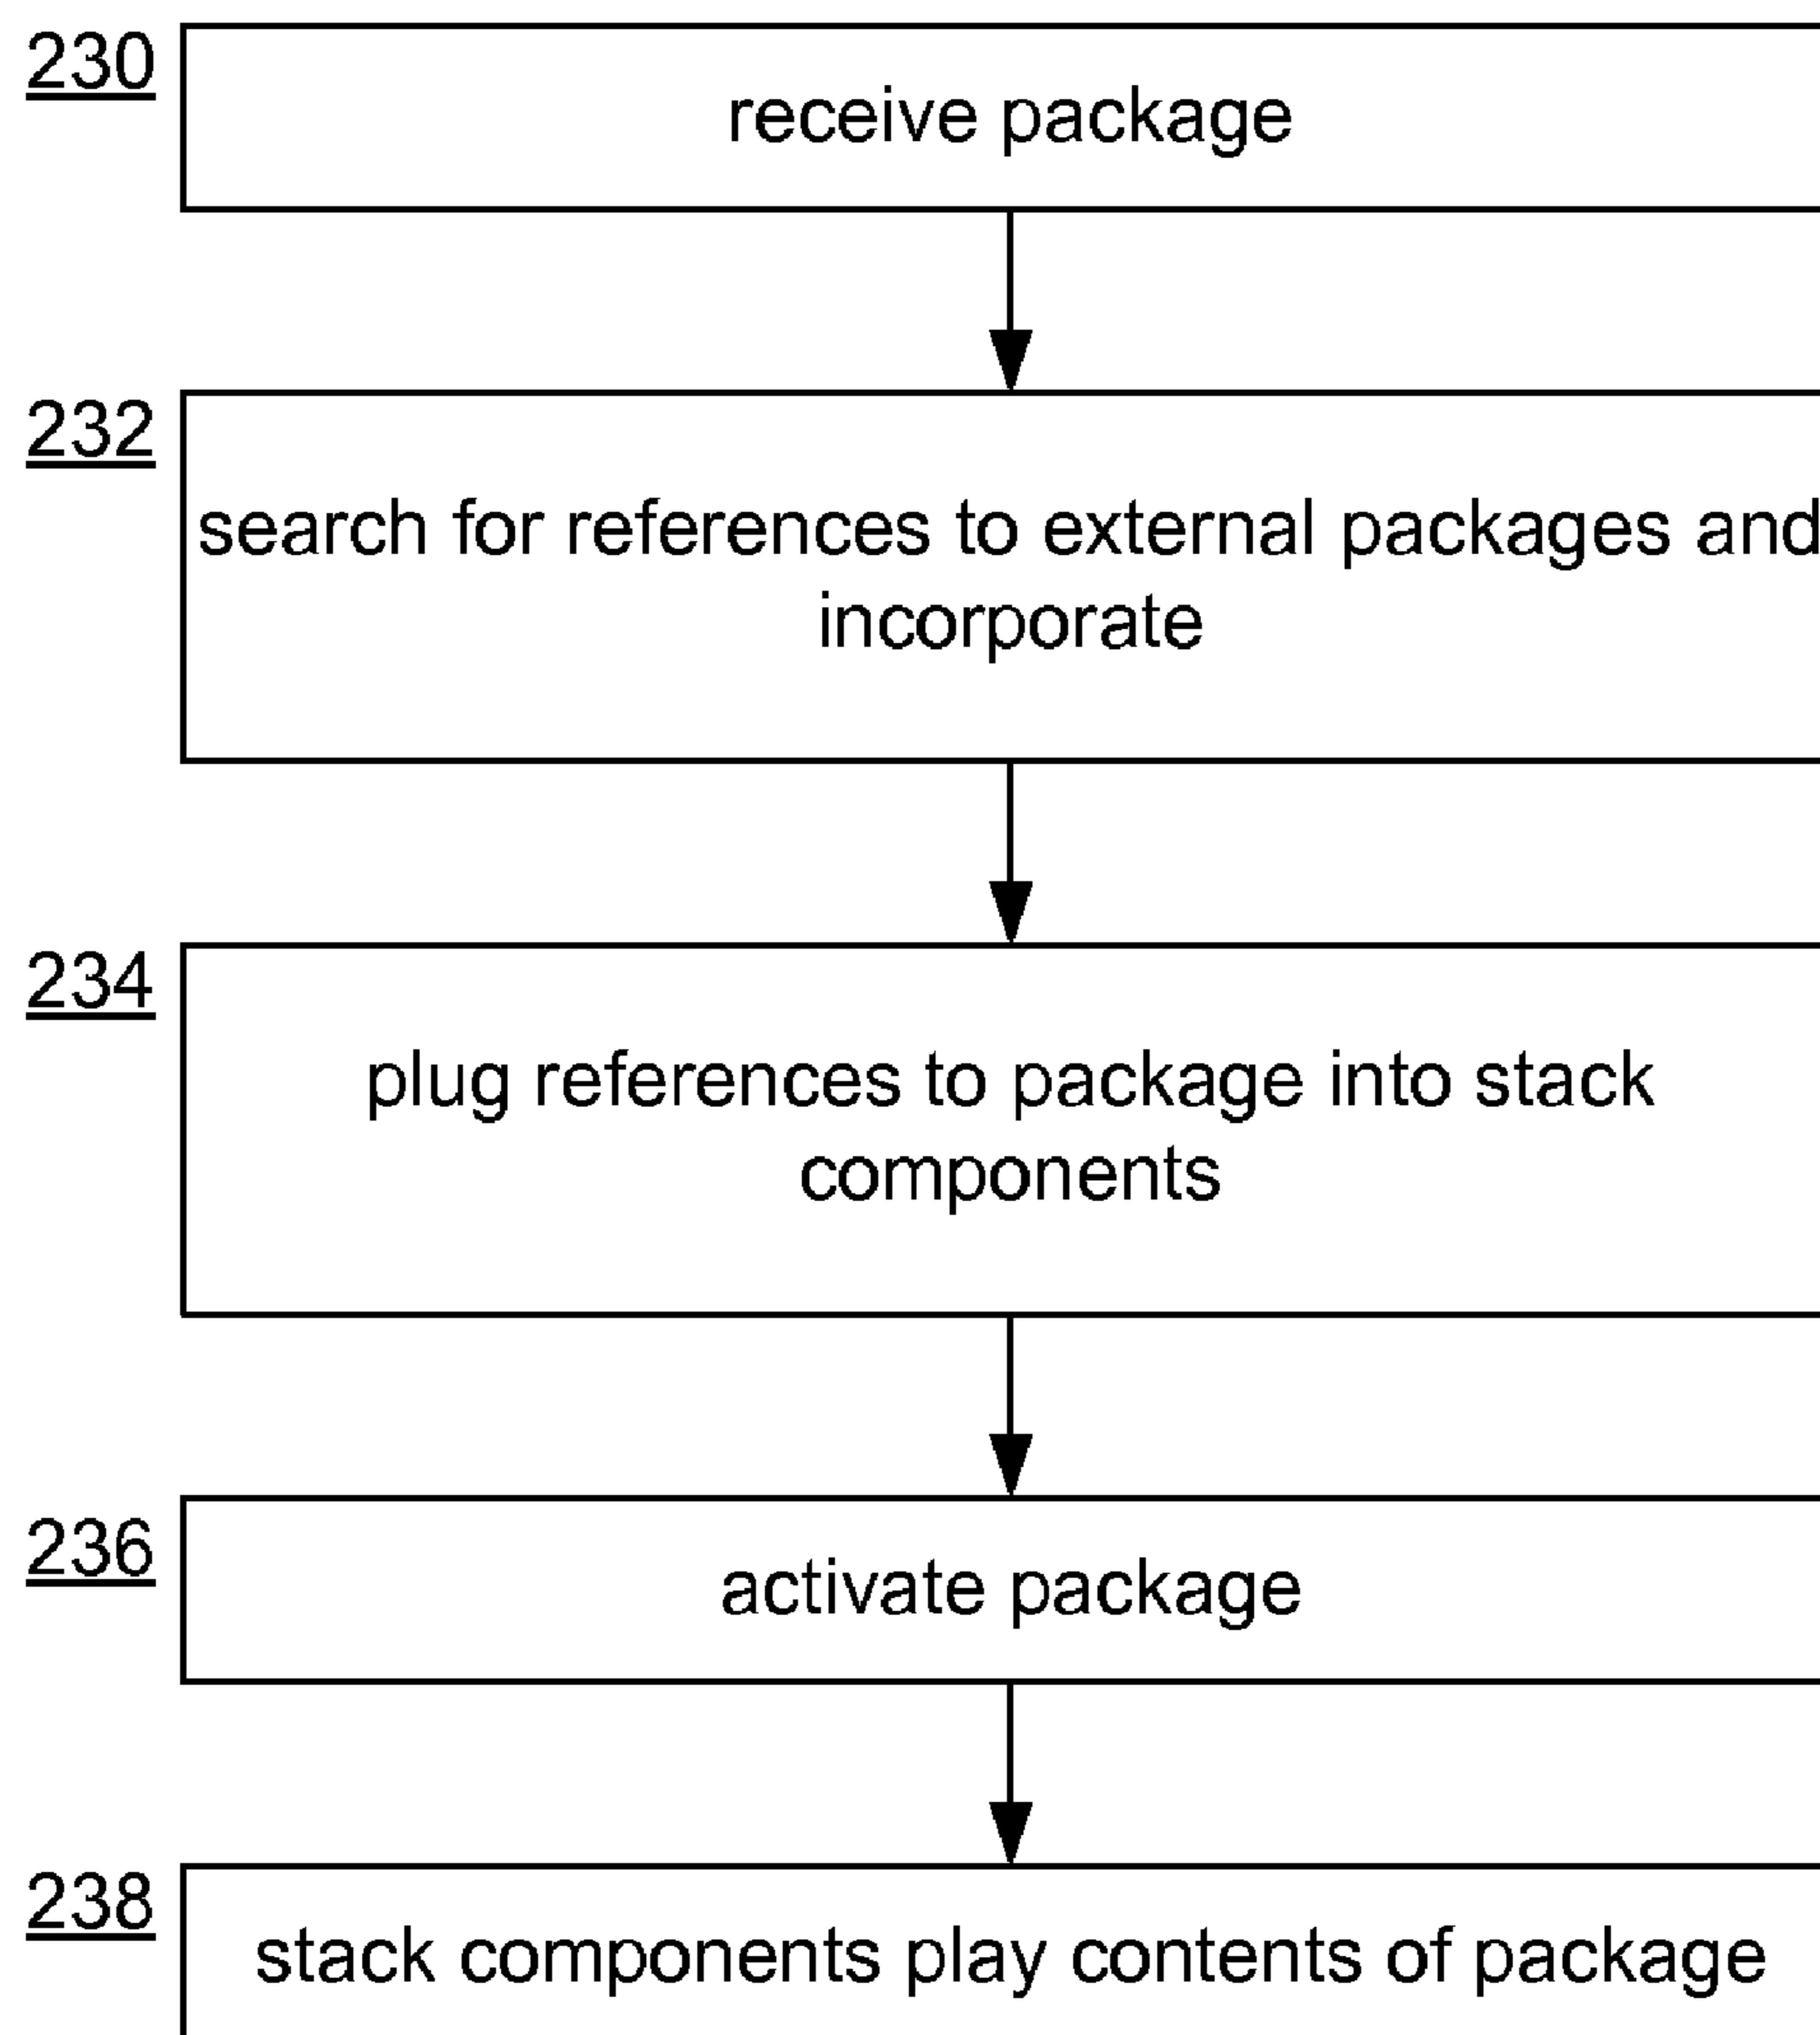 230
receive package
232
search for references to external packages and
incorporate
234
plug references to package into stack
components
236
activate package
238
stack components play contents of package